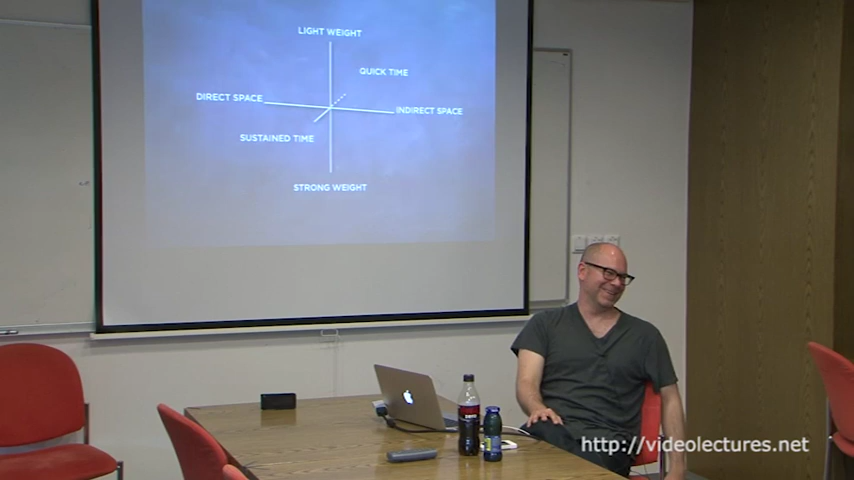 LIGHT WEIGHT
QUICK TIME
DIRECT SPACE
INDIRECT SPACE
SUSTAINED TIME
STRONG WEIGHT
http://videolectures.net